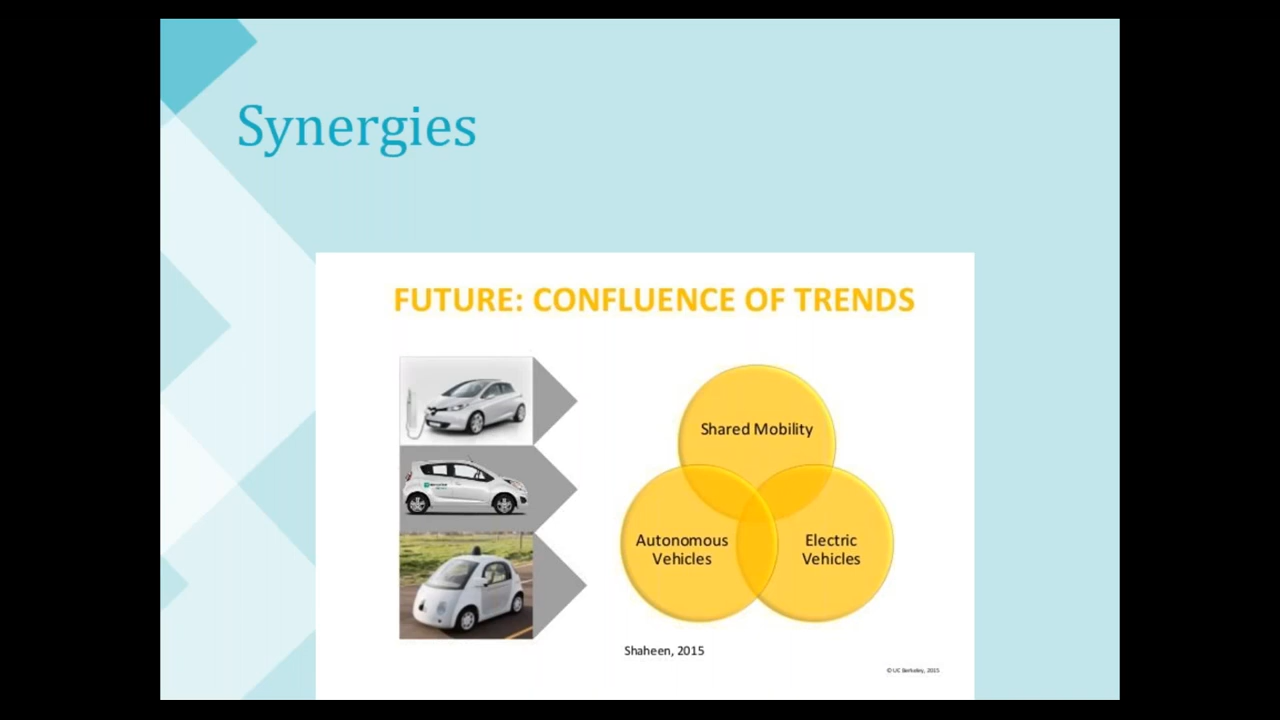 Synergies
FUTURE: CONFLUENCE OF TRENDS
Shared Mobility
Autonomous
Vehicles
Electric
Vehicles
Shaheen, 2015
© UC Berkeley, 2015